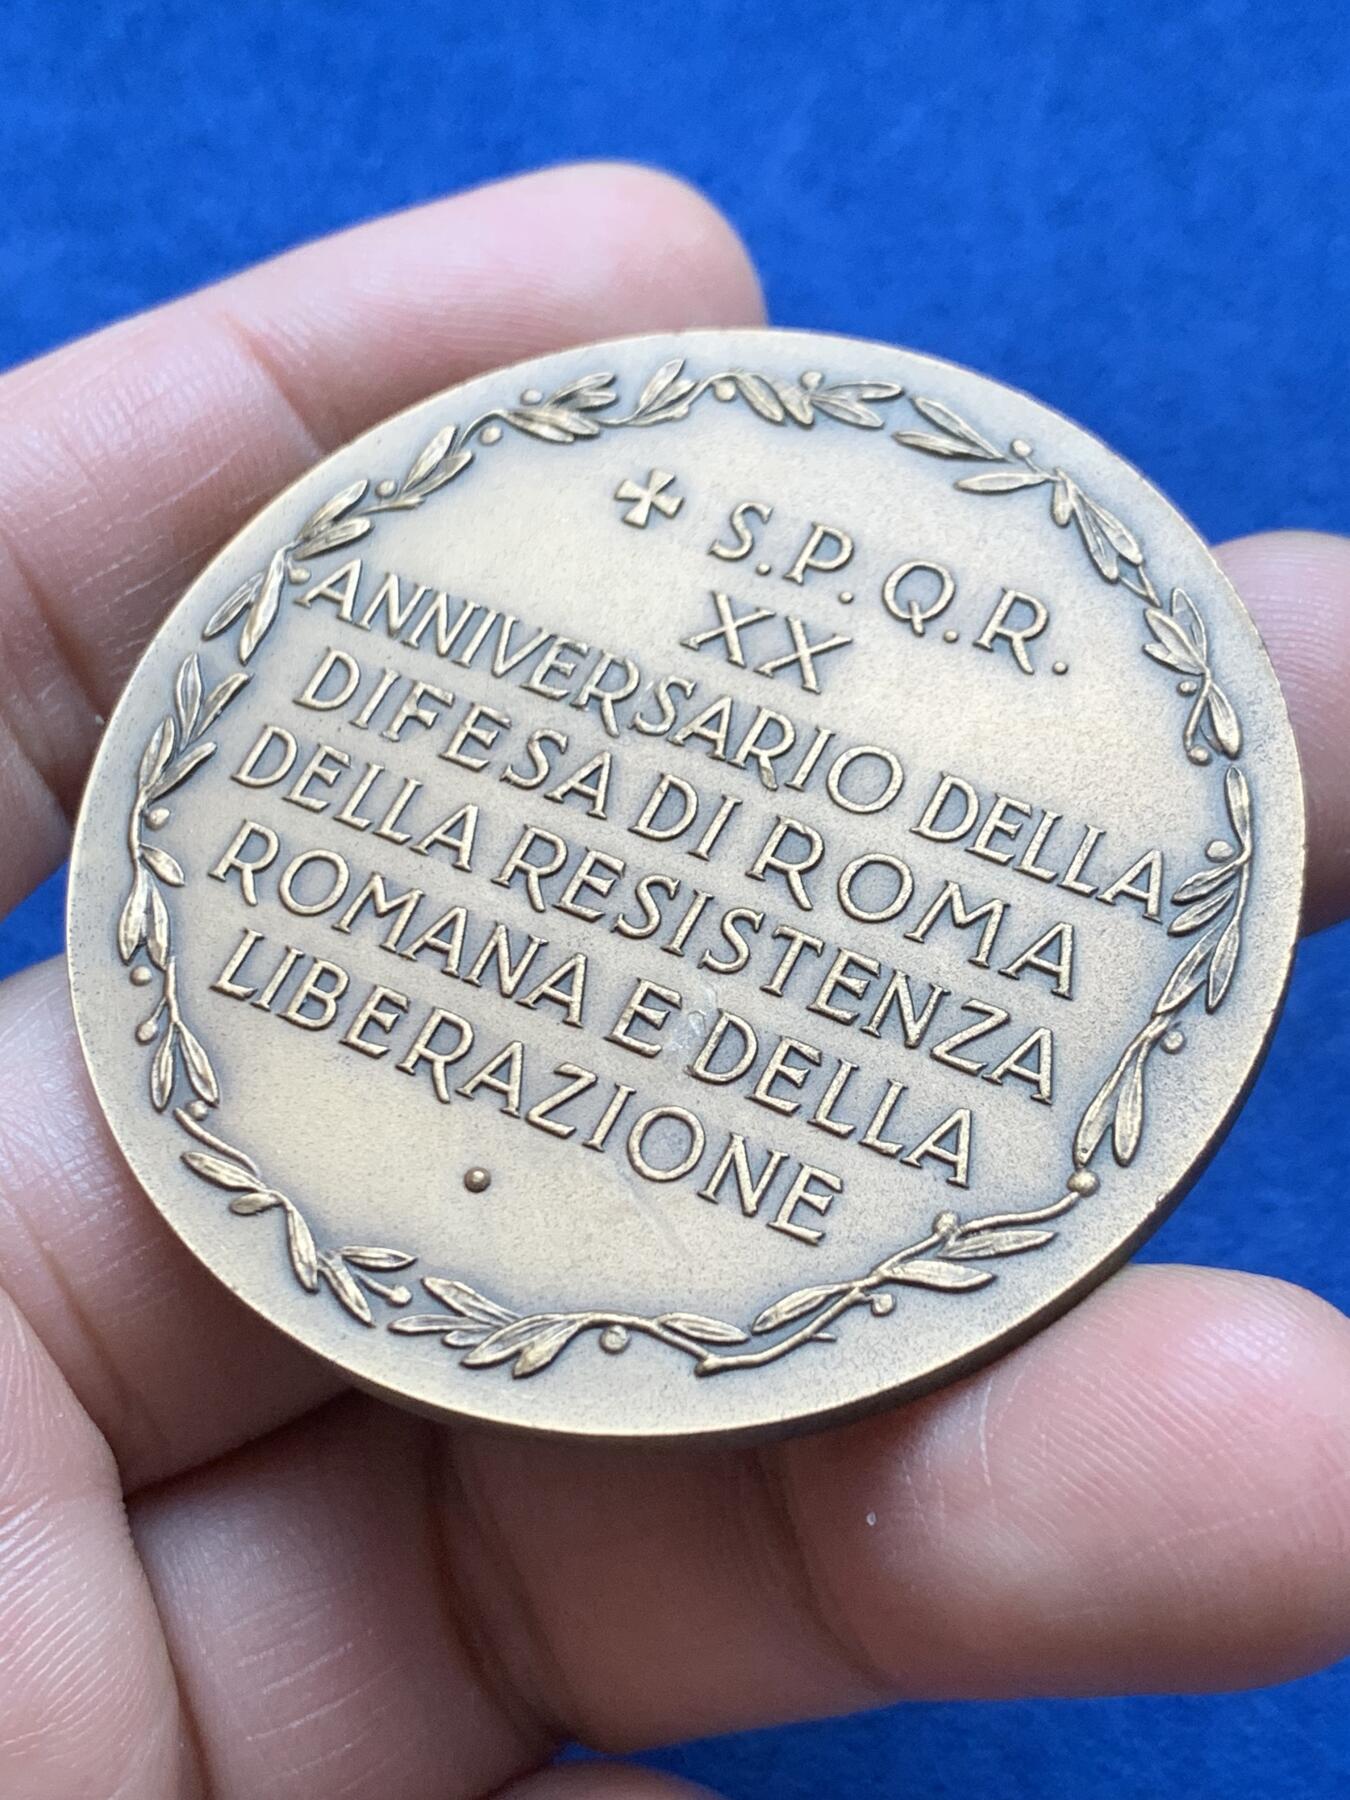 ✠ S.P.Q.R.
XX
ANNIVERSARIO DELLA
DIFESA DI ROMA
DELLA RESISTENZA
ROMANA E DELLA
LIBERAZIONE